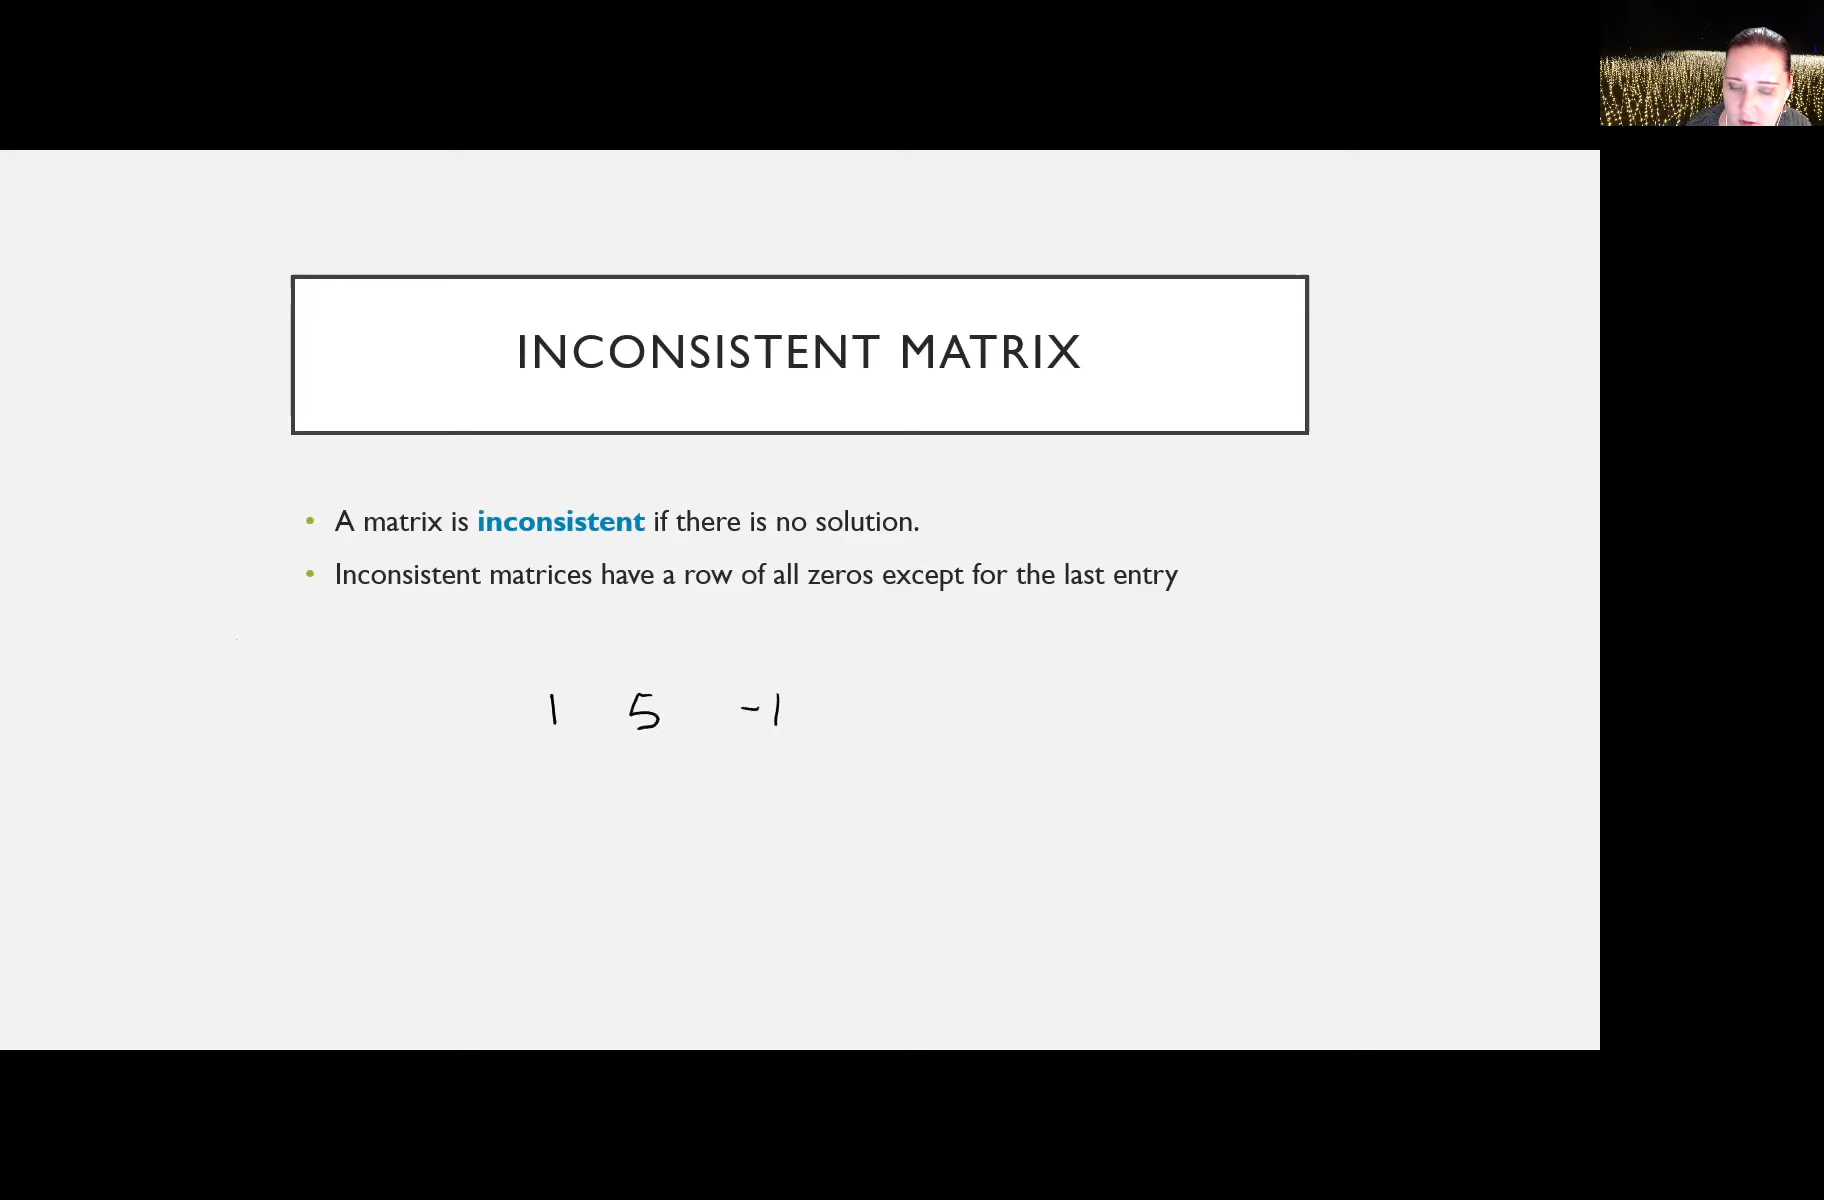 INCONSISTENT MATRIX
• A matrix is inconsistent if there is no solution.
• Inconsistent matrices have a row of all zeros except for the last entry
1 5 -1